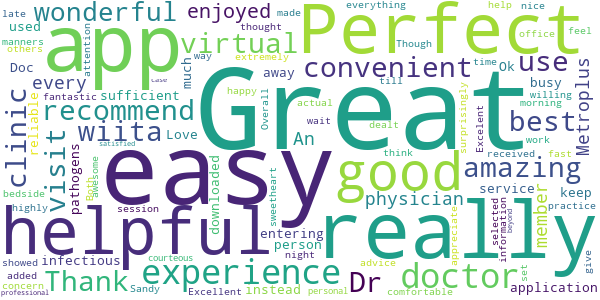 late
manners
others
wonderful
used
Doc
fantastic
every
attention
made
enjoyed
thought
Though
everything
office
help
nice
feel
app
virtual
extremely
way
much
Perfect
clinic
reliable
recommend
sufficient
away
convenient
till
use
time
Ok
busy
willing
morning
wiita
happy
Overall
actual
wait
dealt
surprisingly
Excellent
best
work
Metroplus
visit
Both
pathogens
awesome
case
Love
An
Great
think
received
fast
amazing
satisfied
easy
downloaded
sweetheart
good
physician
service
keep
bedside
highly
session
entering
person
night
member
appreciate
selected
information
beyond
practice
helpful
really
showed
infectious
courteous
added
concern
professional
Thank
Sandy
experience
Excellent
instead
personal
Dr
advice
comfortable
doctor
set
give
application